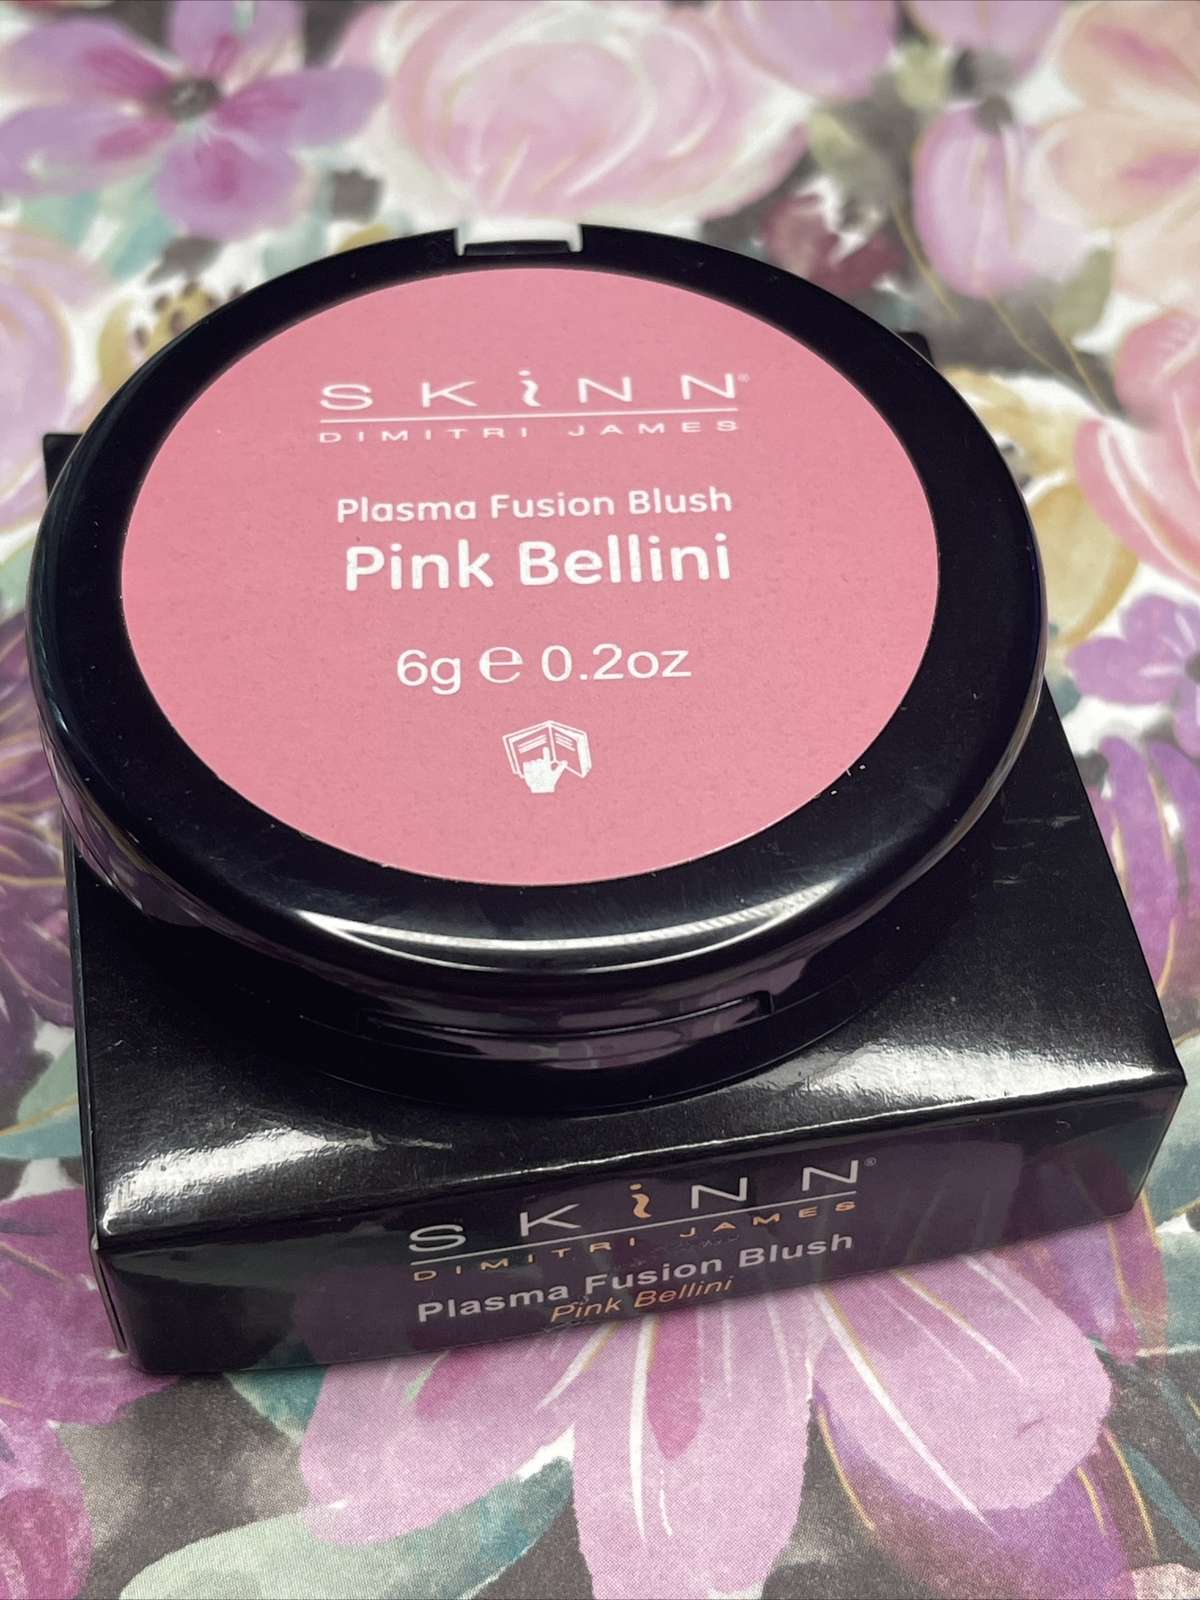 SKiNN®
DIMITRI JAMES
Plasma Fusion Blush
Pink Bellini
6g ℮ 0.2oz
SKiNN®
DIMITRI JAMES
Plasma Fusion Blush
Pink Bellini